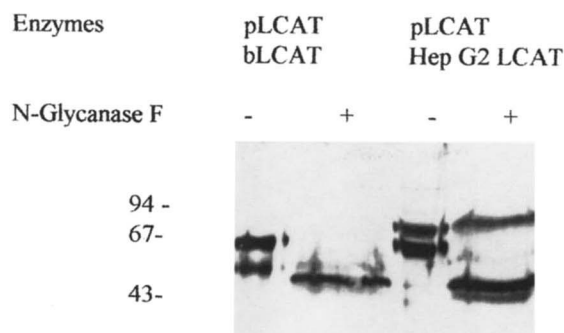 Enzymes pLCAT pLCAT
bLCAT Hep G2 LCAT
N-Glycanase F - + - +
94 -
67-
43-